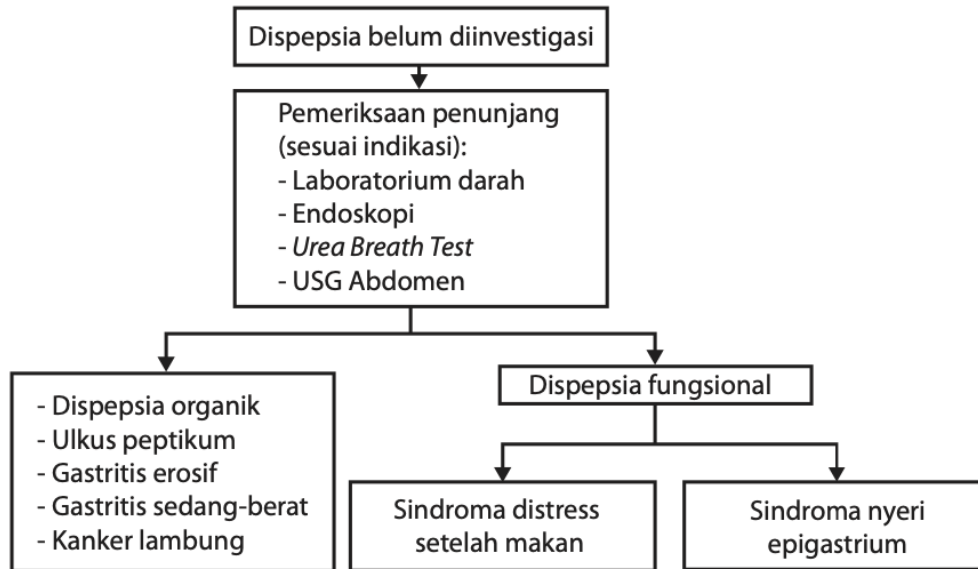 Dispepsia belum diinvestigasi
Pemeriksaan penunjang
(sesuai indikasi):
- Laboratorium darah
- Endoskopi
- Urea Breath Test
- USG Abdomen
- Dispepsia organik
- Ulkus peptikum
- Gastritis erosif
- Gastritis sedang-berat
- Kanker lambung
Dispepsia fungsional
Sindroma distress
setelah makan
Sindroma nyeri
epigastrium